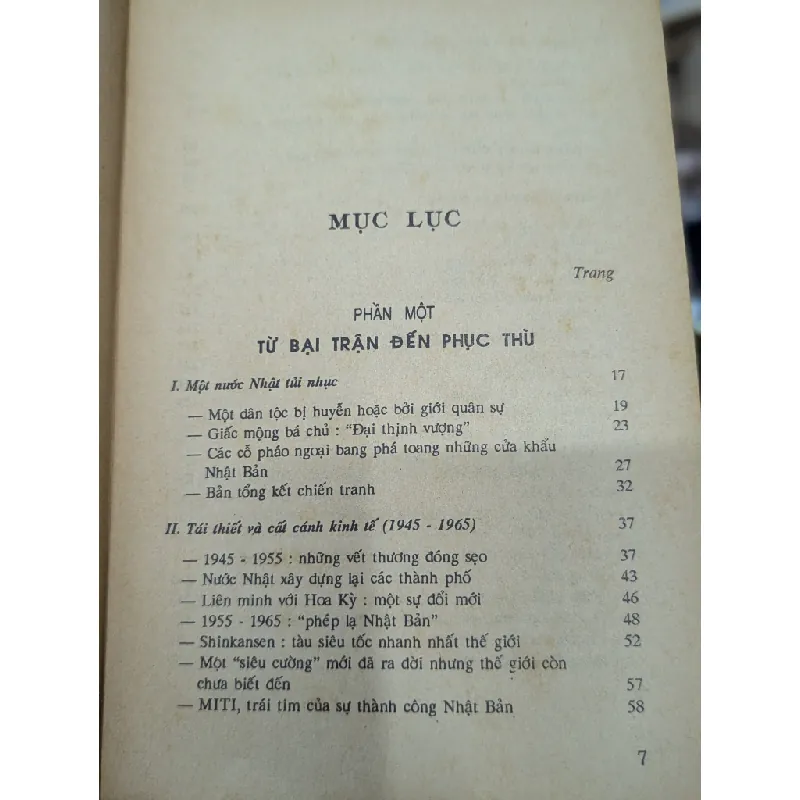 MỤC LỤC
Trang
PHẦN MỘT
TỪ BẠI TRẬN ĐẾN PHỤC THÙ
I. Một nước Nhật tủi nhục 17
— Một dân tộc bị huyễn hoặc bởi giới quân sự 19
— Giấc mộng bá chủ : “Đại thịnh vượng” 23
— Các cỗ pháo ngoại bang phá toang những cửa khẩu
Nhật Bản 27
— Bản tổng kết chiến tranh 32
II. Tái thiết và cất cánh kinh tế (1945 - 1965) 37
— 1945 - 1955 : những vết thương đóng sẹo 37
— Nước Nhật xây dựng lại các thành phố 43
— Liên minh với Hoa Kỳ : một sự đổi mới 46
— 1955 - 1965 : “phép lạ Nhật Bản” 48
— Shinkansen : tàu siêu tốc nhanh nhất thế giới 52
— Một “siêu cường” mới đã ra đời nhưng thế giới còn
chưa biết đến 57
— MITI, trái tim của sự thành công Nhật Bản 58
7